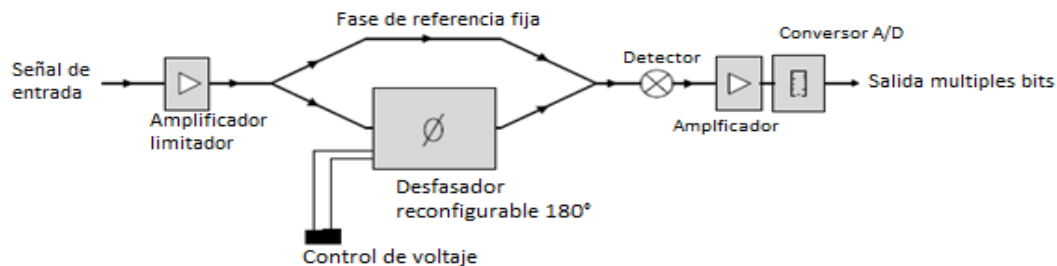 Fase de referencia fija
Señal de
entrada
Amplificador
limitador
Ø
Desfasador
reconfigurable 180°
Control de voltaje
Detector
Amplficador
Conversor A/D
Salida multiples bits